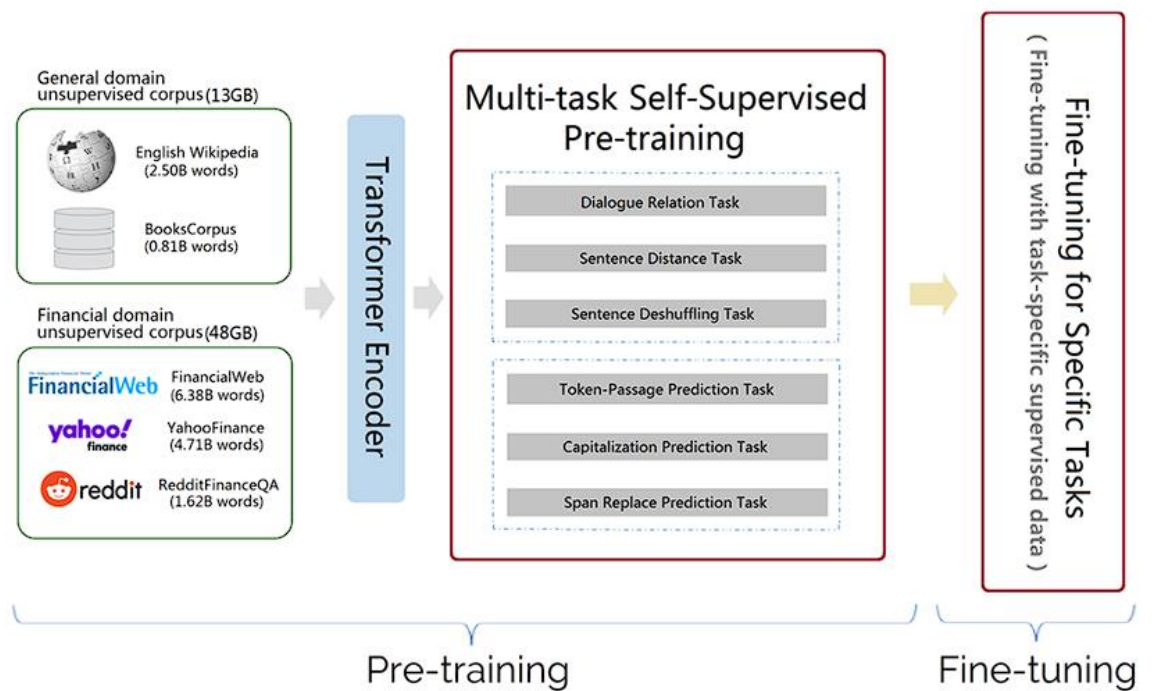 General domain
unsupervised corpus(13GB)
English Wikipedia
(2.50B words)
BooksCorpus
(0.81B words)
Financial domain
unsupervised corpus(48GB)
FinancialWeb
FinancialWeb
(6.38B words)
yahoo!
finance
YahooFinance
(4.71B words)
reddit
RedditFinanceQA
(1.62B words)
Transformer Encoder
Multi-task Self-Supervised
Pre-training
Dialogue Relation Task
Sentence Distance Task
Sentence Deshuffling Task
Token-Passage Prediction Task
Capitalization Prediction Task
Span Replace Prediction Task
Fine-tuning for Specific Tasks
( Fine-tuning with task-specific supervised data )
Pre-training
Fine-tuning